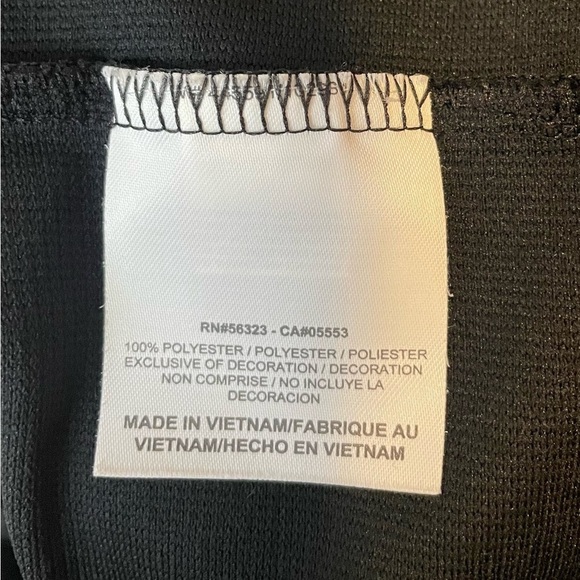 RN#56323 - CA#05553
100% POLYESTER / POLYESTER / POLIESTER
EXCLUSIVE OF DECORATION / DECORATION
NON COMPRISE / NO INCLUYE LA
DECORACION
MADE IN VIETNAM/FABRIQUE AU
VIETNAM/HECHO EN VIETNAM